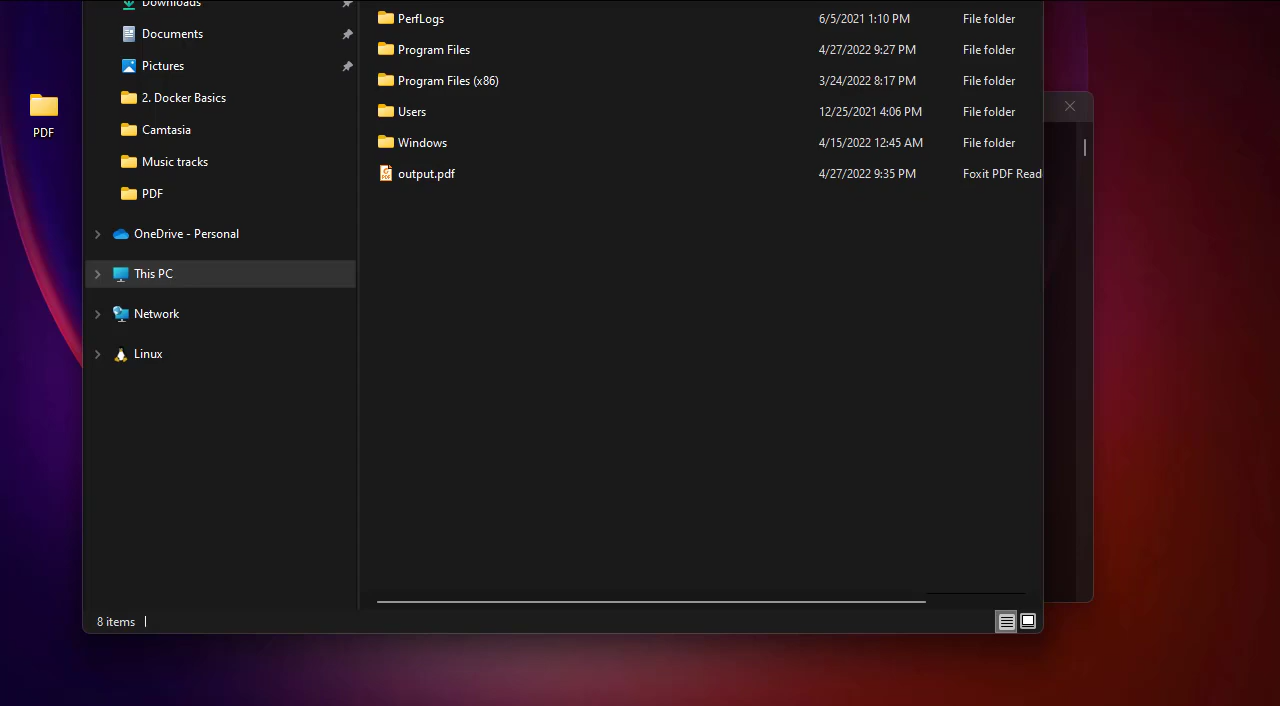 Downloads
Documents
Pictures
2. Docker Basics
Camtasia
Music tracks
PDF
OneDrive - Personal
This PC
Network
Linux
PerfLogs 6/5/2021 1:10 PM File folder
Program Files 4/27/2022 9:27 PM File folder
Program Files (x86) 3/24/2022 8:17 PM File folder
Users 12/25/2021 4:06 PM File folder
Windows 4/15/2022 12:45 AM File folder
output.pdf 4/27/2022 9:35 PM Foxit PDF Read
8 items
PDF